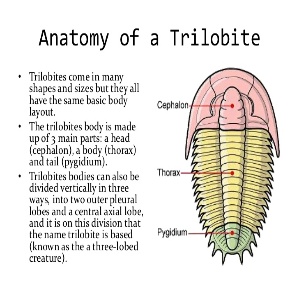 Anatomy of a Trilobite
• Trilobites come in many
shapes and sizes but they all
have the same basic body
layout.
• The trilobites body is made
up of 3 main parts: a head
(cephalon), a body (thorax)
and tail (pygidium).
• Trilobites bodies can also be
divided vertically in three
ways, into two outer pleural
lobes and a central axial lobe,
and it is on this division that
the name trilobite is based
(known as the a three-lobed
creature).
Cephalon
Thorax
Pygidium